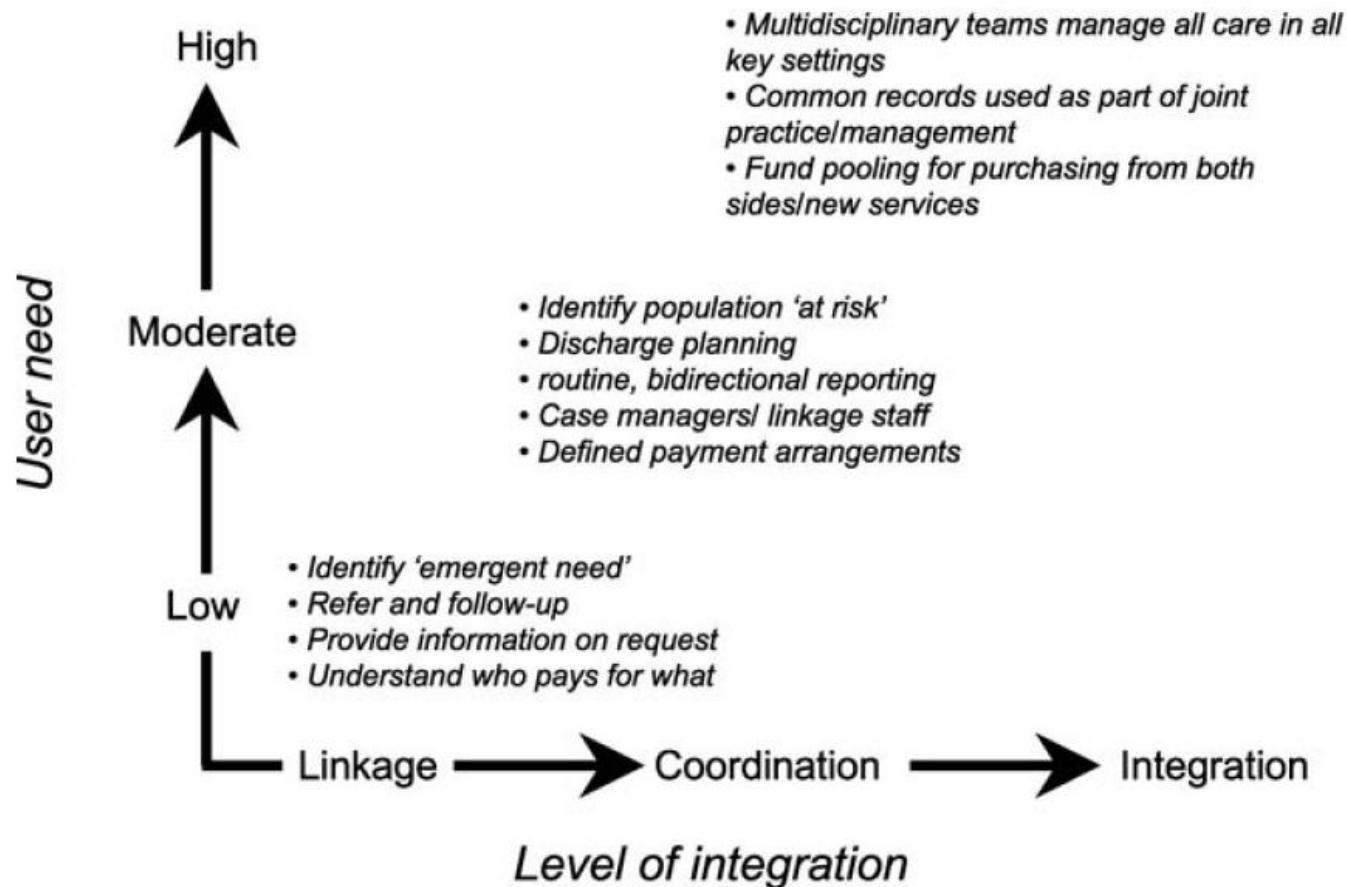 High
• Multidisciplinary teams manage all care in all
key settings
• Common records used as part of joint
practice/management
• Fund pooling for purchasing from both
sides/new services
User need
Moderate
• Identify population ‘at risk’
• Discharge planning
• routine, bidirectional reporting
• Case managers/ linkage staff
• Defined payment arrangements
Low
• Identify ‘emergent need’
• Refer and follow-up
• Provide information on request
• Understand who pays for what
Linkage
Coordination
Integration
Level of integration